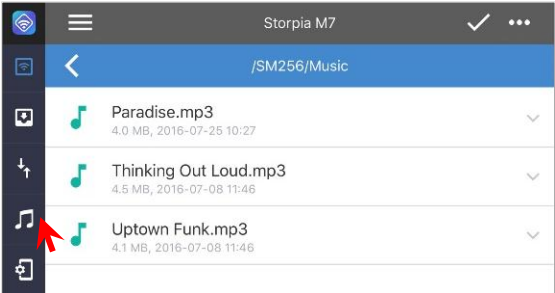 Storpia M7
/SM256/Music
Paradise.mp3
4.0 MB, 2016-07-25 10:27
Thinking Out Loud.mp3
4.5 MB, 2016-07-08 11:46
Uptown Funk.mp3
4.1 MB, 2016-07-08 11:46